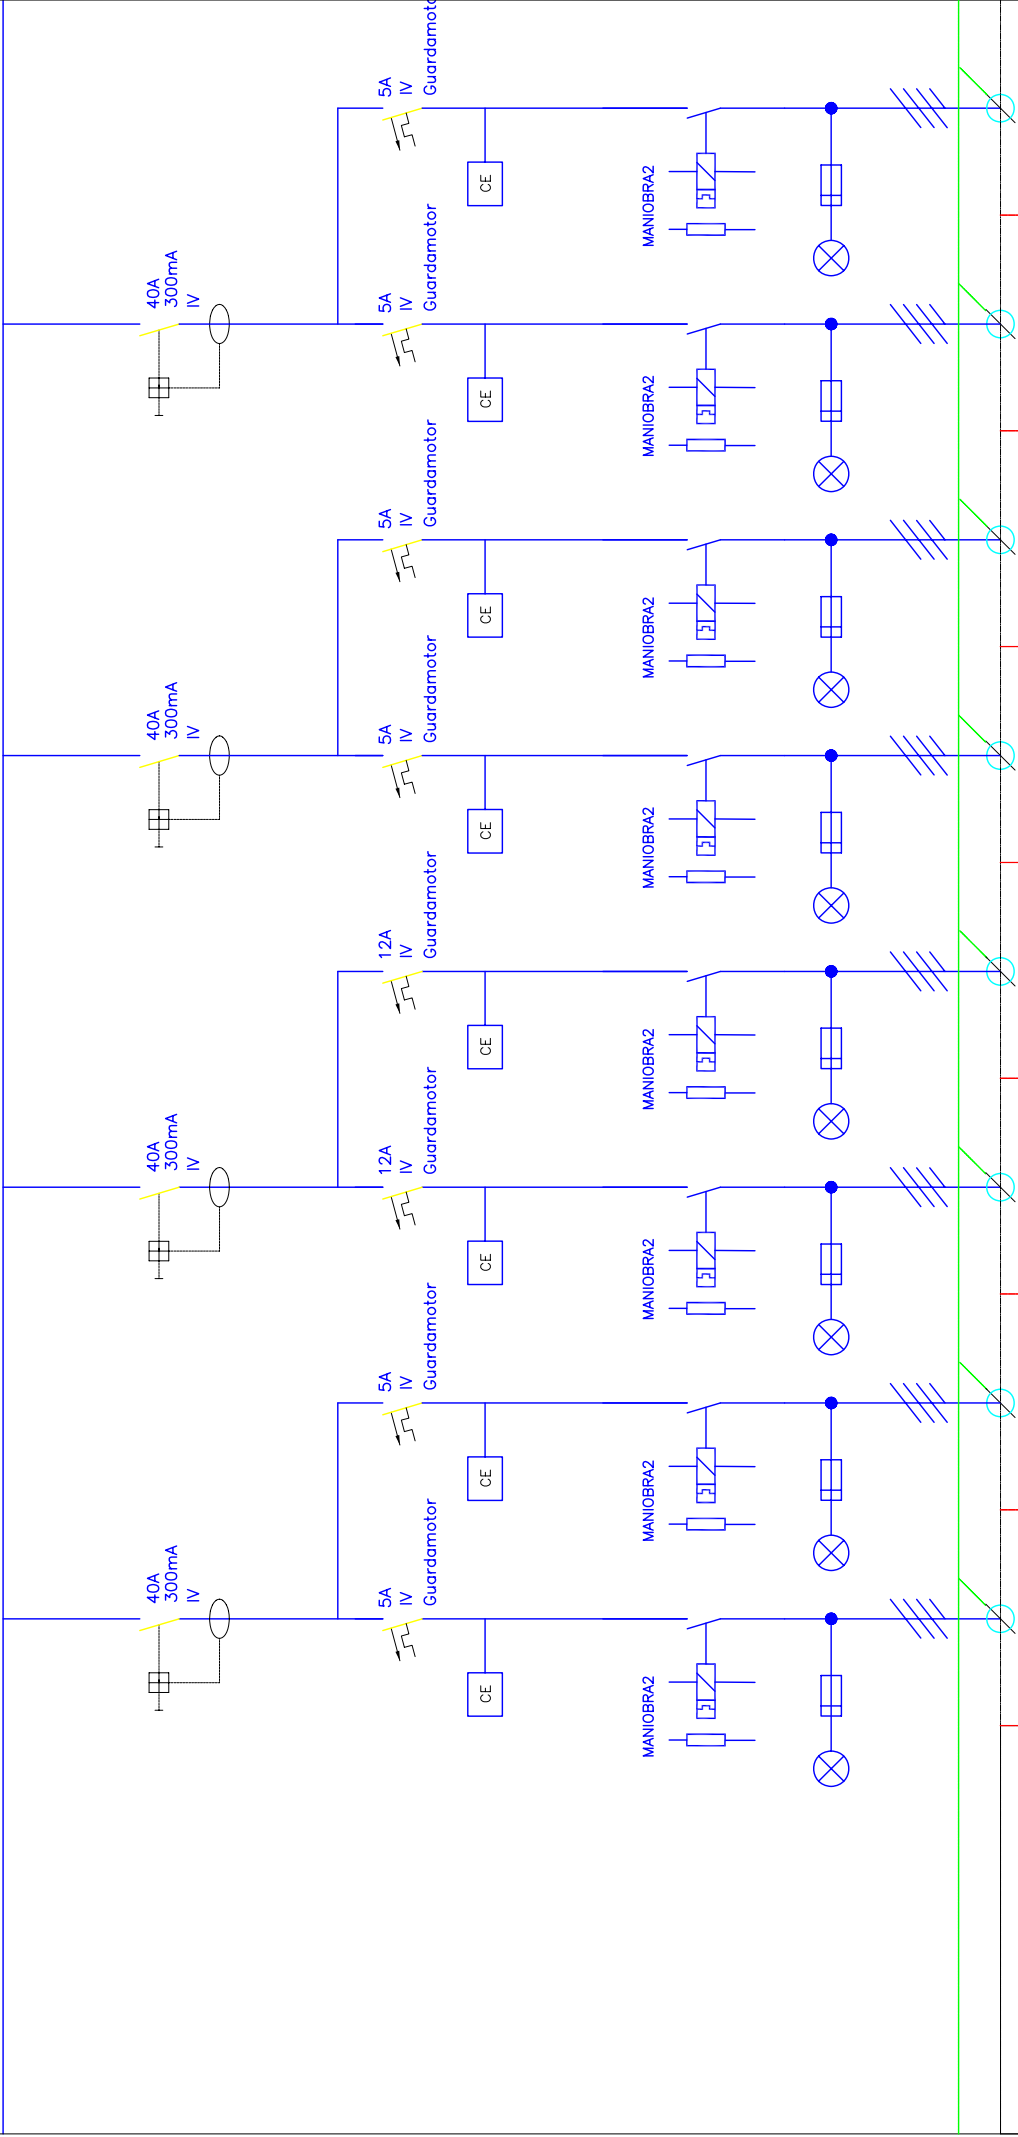 40A
300mA
IV
40A
300mA
IV
40A
300mA
IV
40A
300mA
IV
5A
IV
Guardamotor
5A
IV
Guardamotor
12A
IV
Guardamotor
12A
IV
Guardamotor
5A
IV
Guardamotor
5A
IV
Guardamotor
5A
IV
Guardamotor
5A
IV
Guardamoto
CE
CE
CE
CE
CE
CE
CE
CE
MANIOBRA2
MANIOBRA2
MANIOBRA2
MANIOBRA2
MANIOBRA2
MANIOBRA2
MANIOBRA2
MANIOBRA2